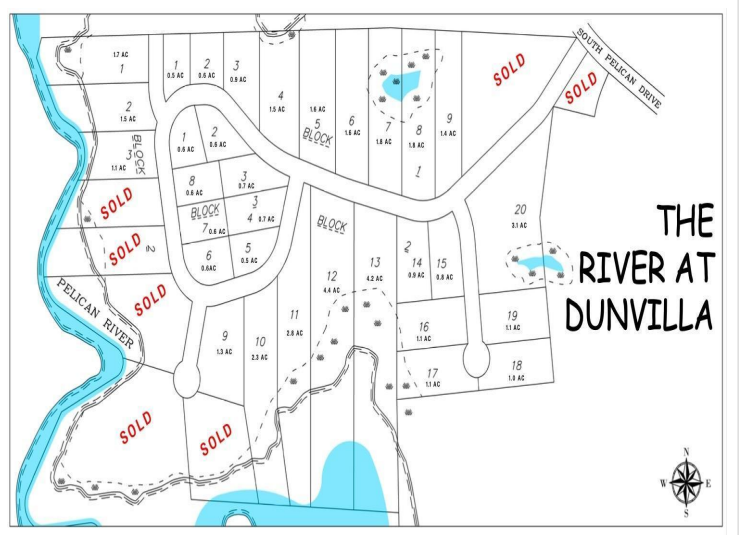 THE
RIVER AT
DUNVILLA
SOUTH PELICAN DRIVE
SOLD
SOLD
1.7 AC
1
1
0.5 AC
2
0.6 AC
3
0.9 AC
4
1.5 AC
1.6 AC
5
BLOCK
6
1.6 AC
7
1.6 AC
8
1.8 AC
1
9
1.4 AC
2
1.5 AC
BLOCK
3
1.1 AC
2
SOLD
SOLD
SOLD
PELICAN RIVER
1
0.6 AC
2
0.6 AC
8
0.6 AC
3
0.7 AC
BLOCK
3
7 0.6 AC
4 0.7 AC
6
0.6AC
5
0.5 AC
BLOCK
2
20
3.1 AC
12
4.4 AC
13
4.2 AC
14
0.9 AC
15
0.8 AC
9
1.3 AC
10
2.3 AC
11
2.8 AC
16
1.1 AC
19
1.1 AC
17
1.1 AC
18
1.0 AC
SOLD
SOLD
N
W E
S